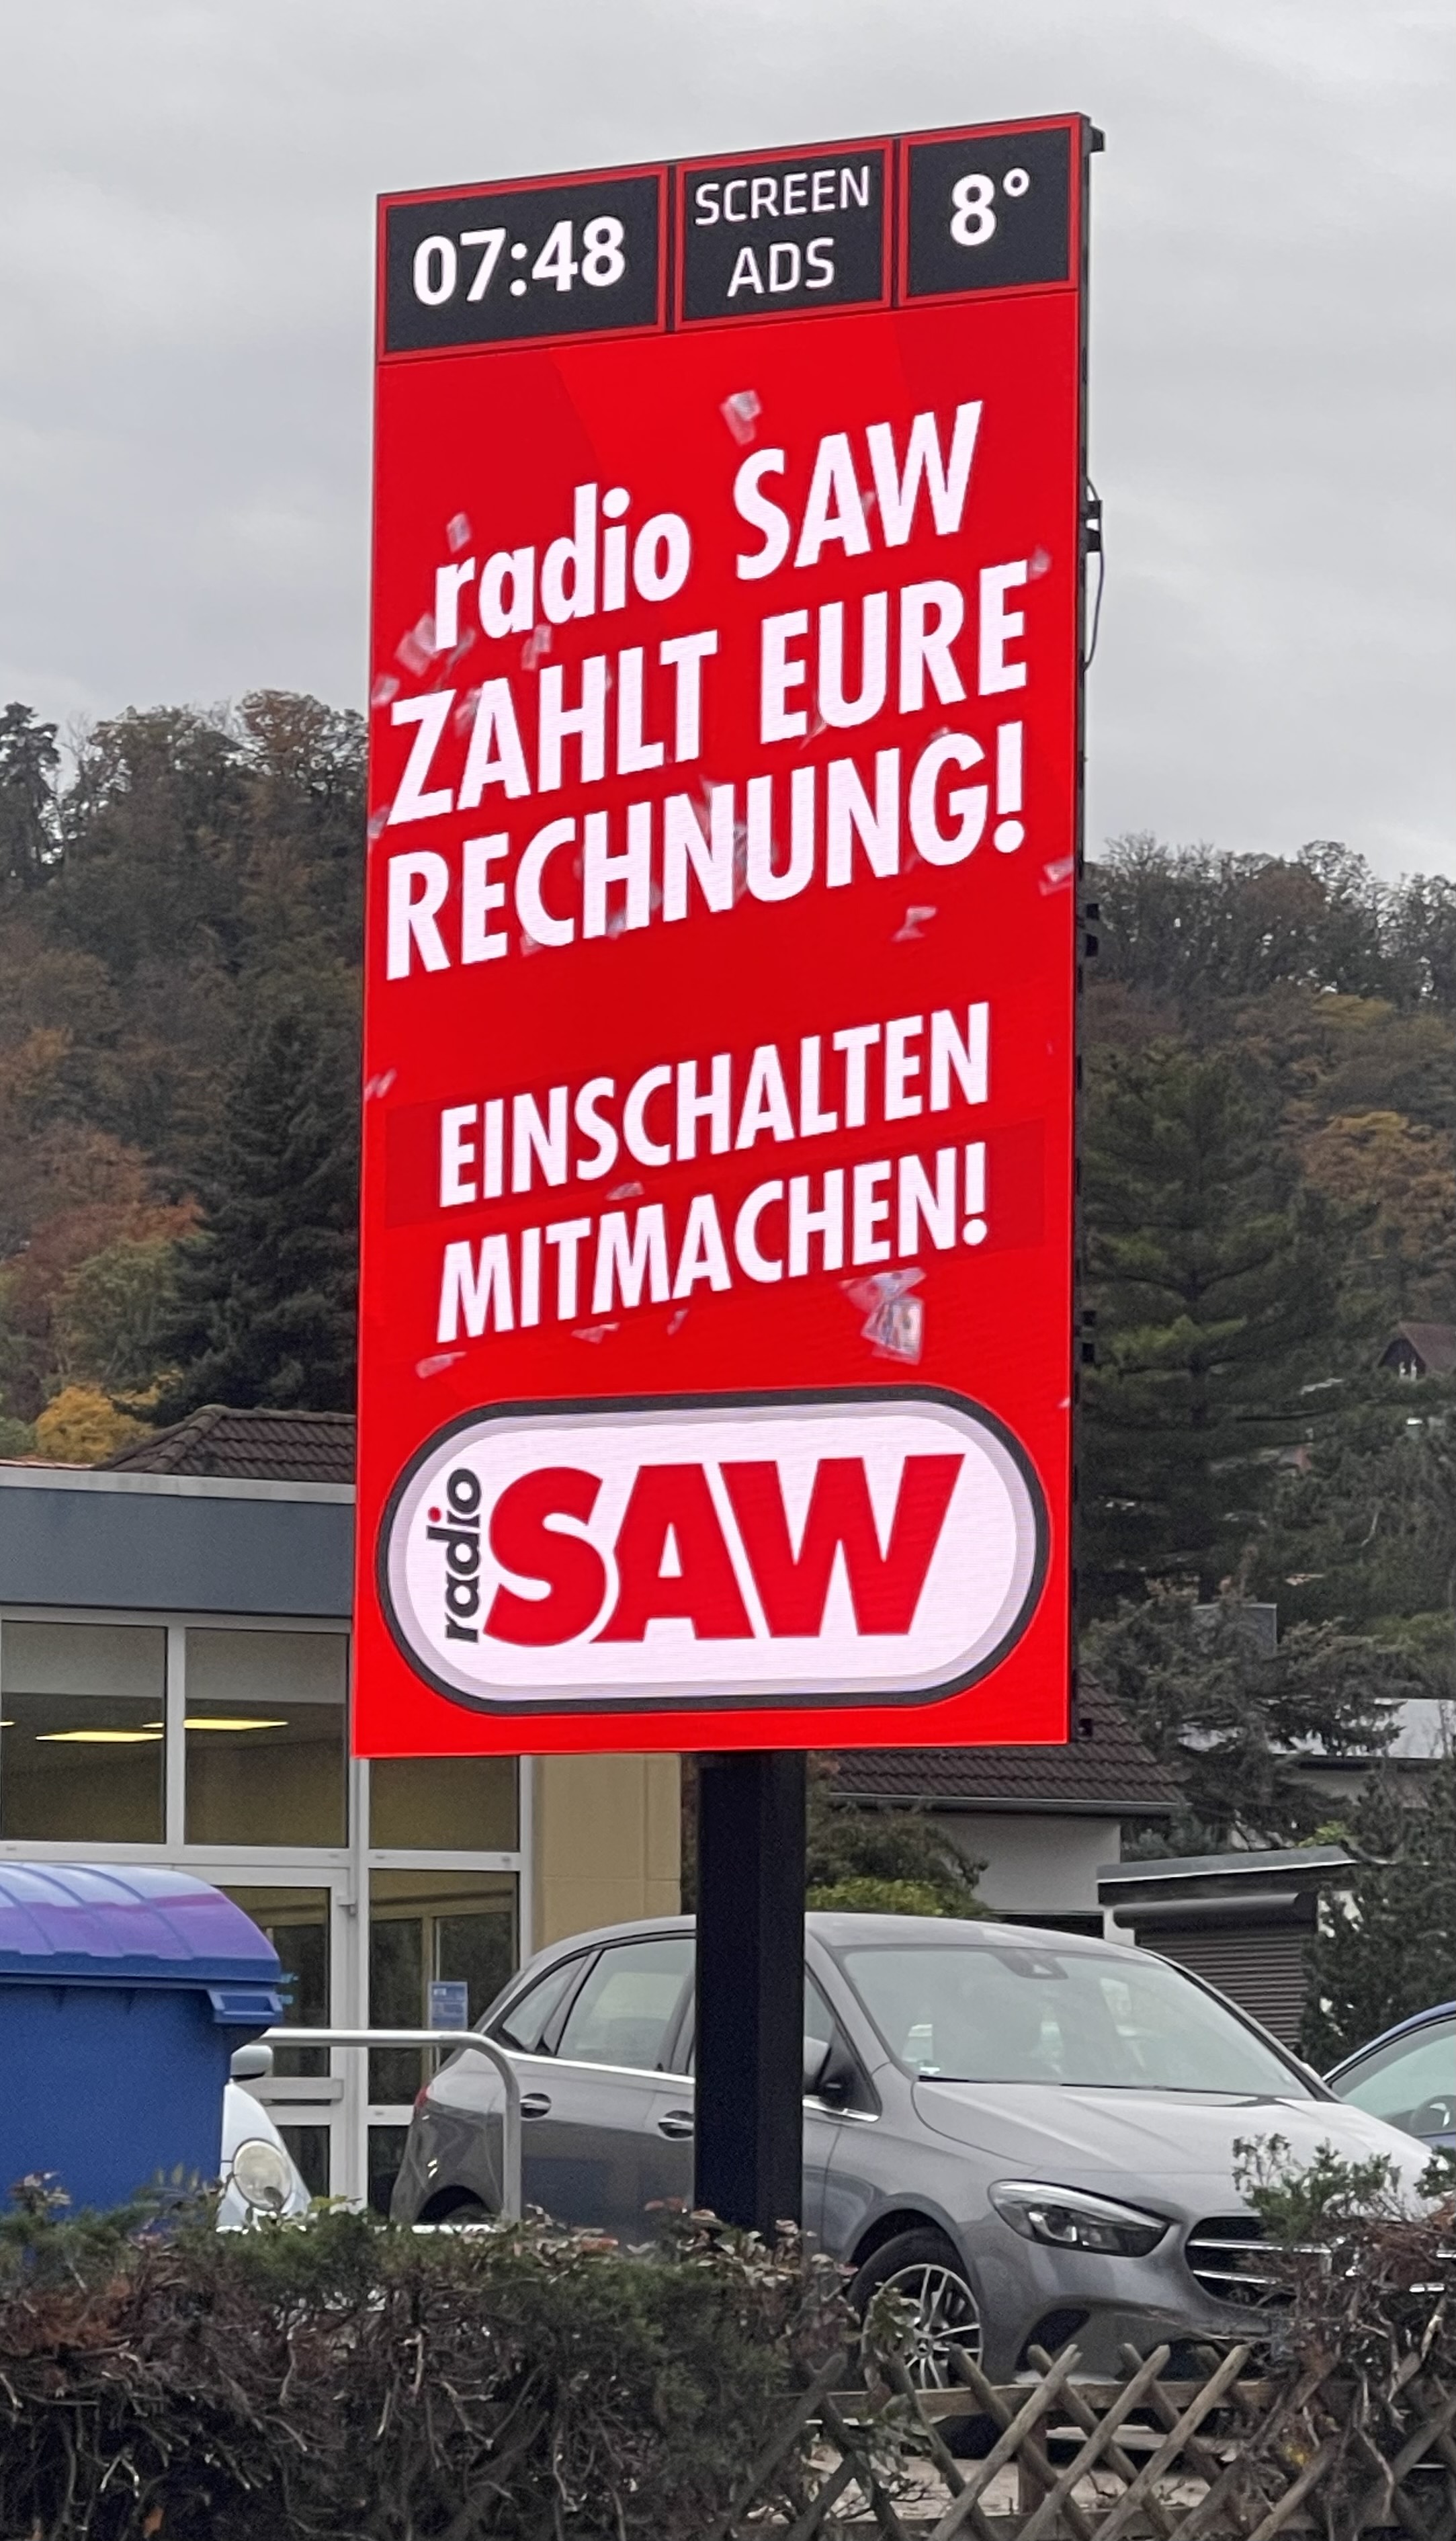 07:48
SCREEN
ADS
8°
radio SAW
ZAHLT EURE
RECHNUNG!
EINSCHALTEN
MITMACHEN!
radio SAW